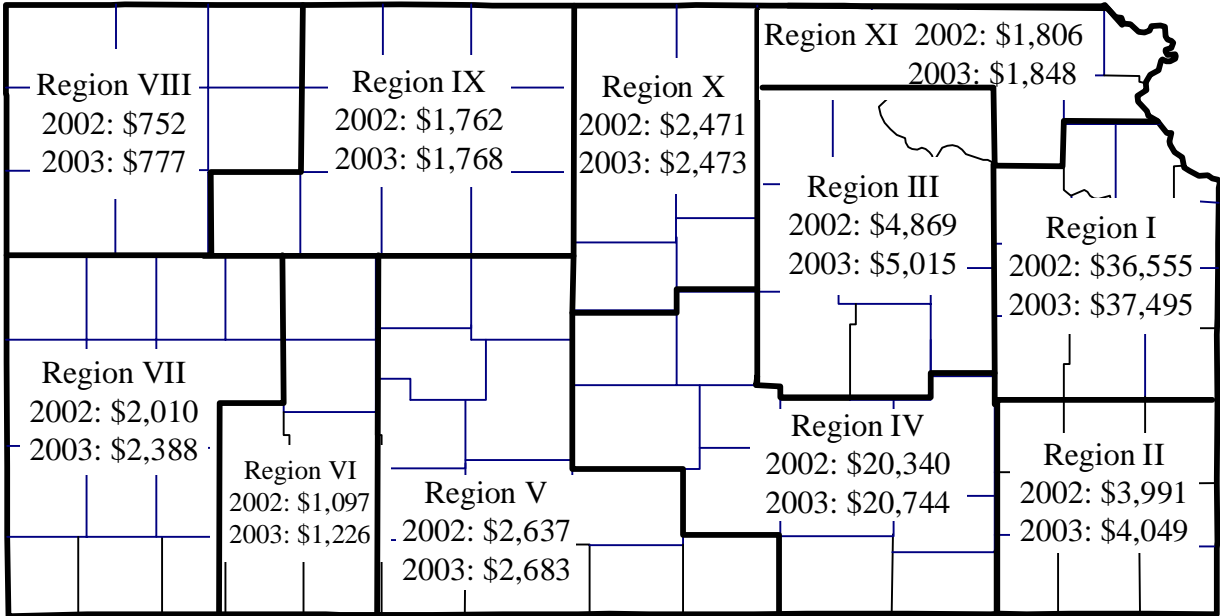 Region XI 2002: $1,806
2003: $1,848
Region VIII
2002: $752
2003: $777
Region IX
2002: $1,762
2003: $1,768
Region X
2002: $2,471
2003: $2,473
Region III
2002: $4,869
2003: $5,015
Region I
2002: $36,555
2003: $37,495
Region VII
2002: $2,010
2003: $2,388
Region VI
2002: $1,097
2003: $1,226
Region V
2002: $2,637
2003: $2,683
Region IV
2002: $20,340
2003: $20,744
Region II
2002: $3,991
2003: $4,049